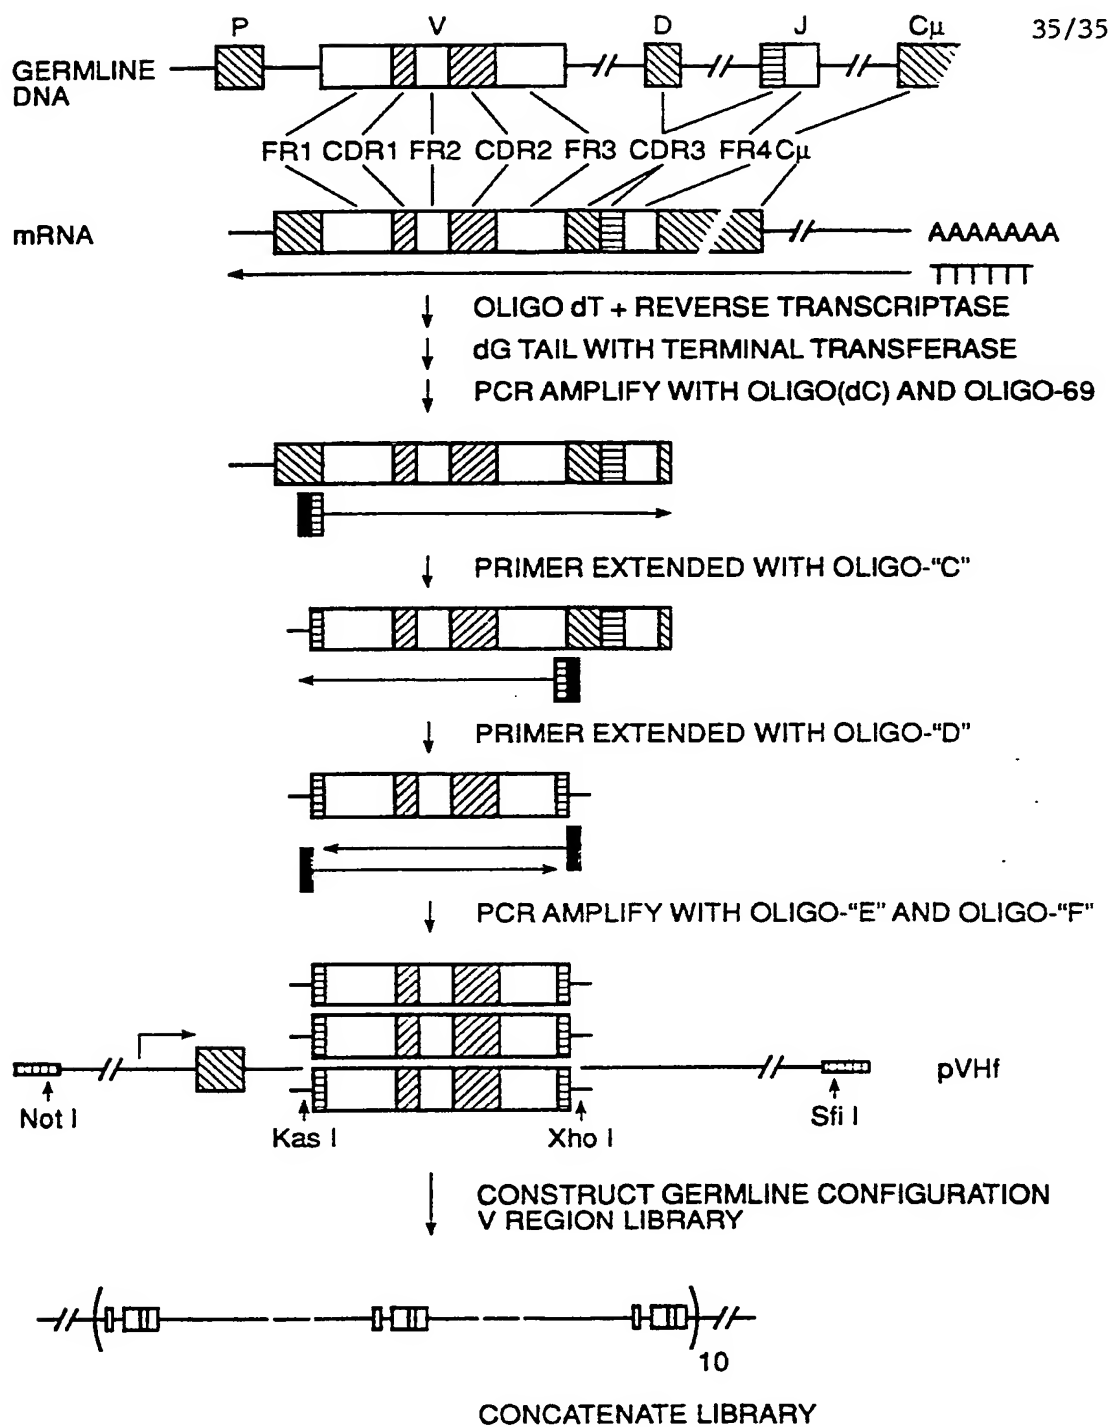 P V D J Cμ 35/35
GERMLINE
DNA
FR1 CDR1 FR2 CDR2 FR3 CDR3 FR4 Cμ
mRNA AAAAAAA
TTTTTT
OLIGO dT + REVERSE TRANSCRIPTASE
dG TAIL WITH TERMINAL TRANSFERASE
PCR AMPLIFY WITH OLIGO(dC) AND OLIGO-69
PRIMER EXTENDED WITH OLIGO-"C"
PRIMER EXTENDED WITH OLIGO-"D"
PCR AMPLIFY WITH OLIGO-"E" AND OLIGO-"F"
pVHf
Not I Kas I Xho I Sfi I
CONSTRUCT GERMLINE CONFIGURATION
V REGION LIBRARY
10
CONCATENATE LIBRARY